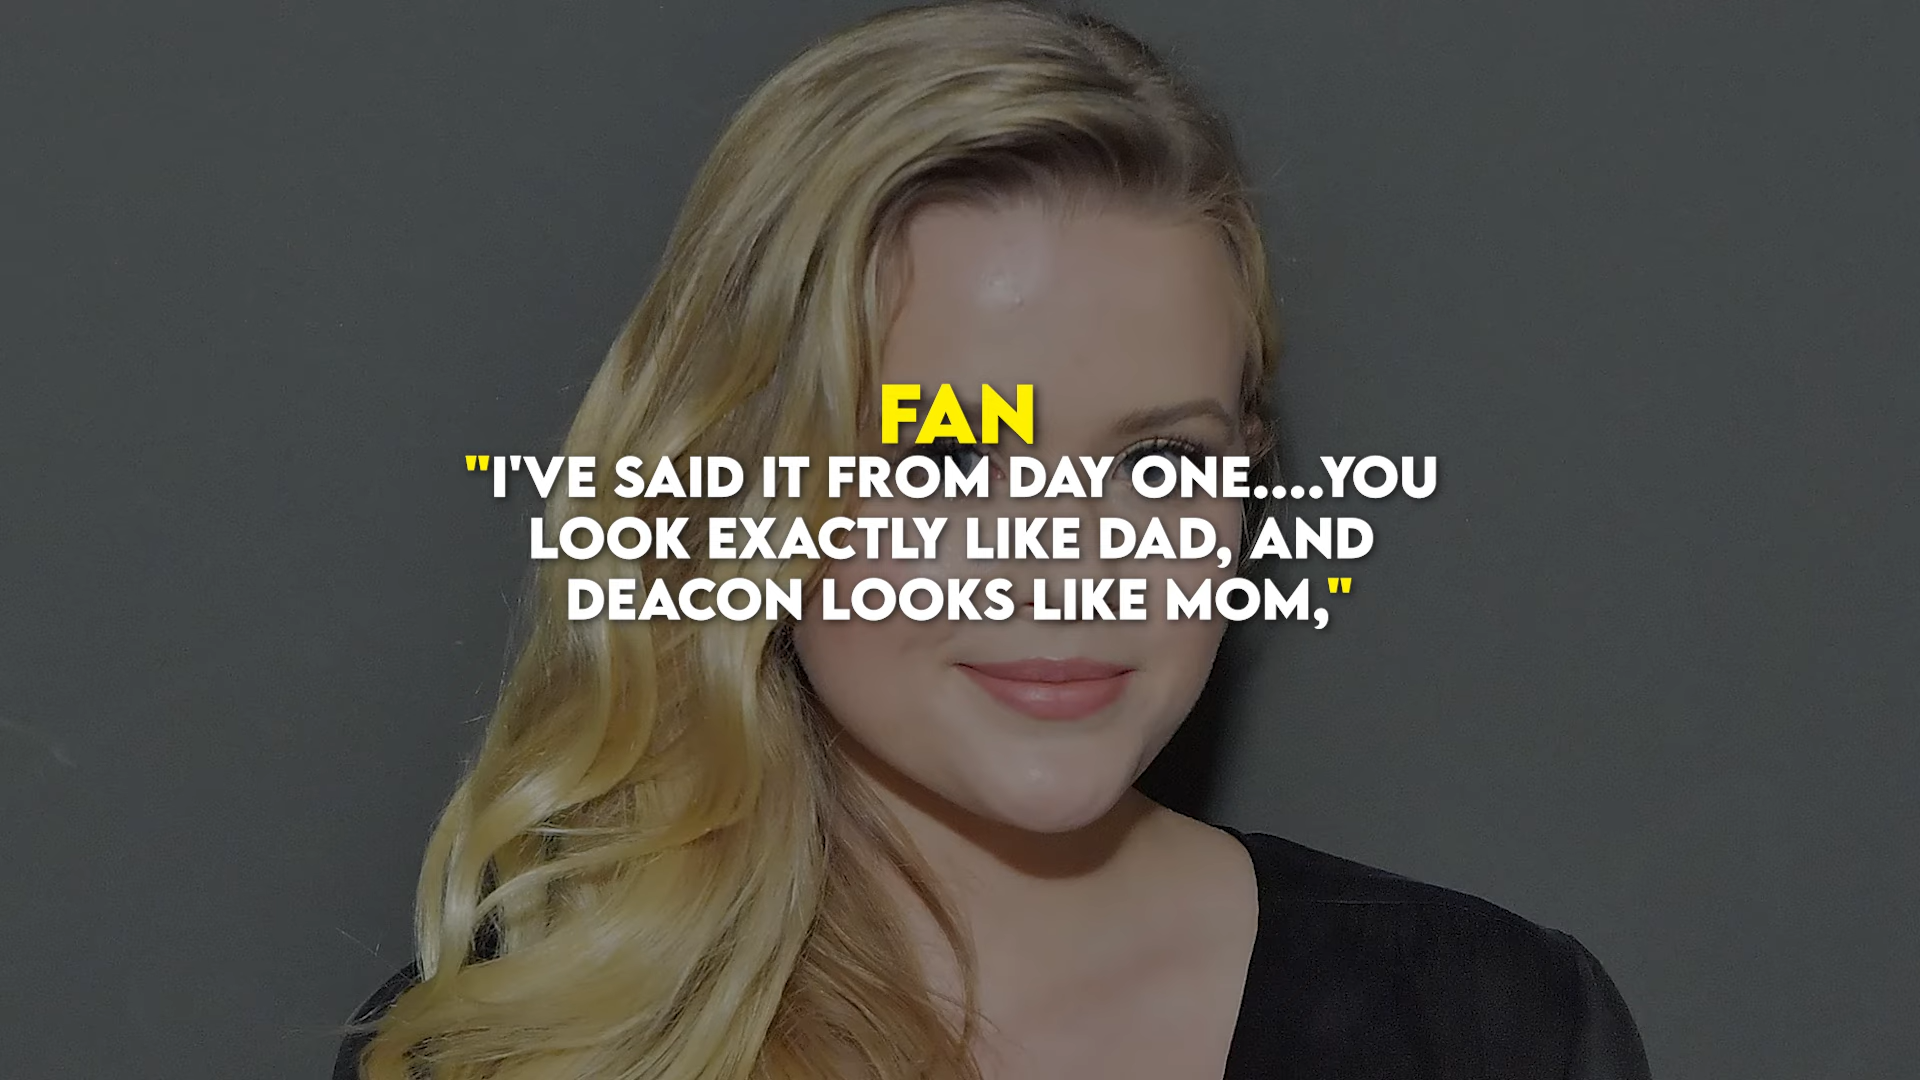 FAN
"I'VE SAID IT FROM DAY ONE....YOU
LOOK EXACTLY LIKE DAD, AND
DEACON LOOKS LIKE MOM,"